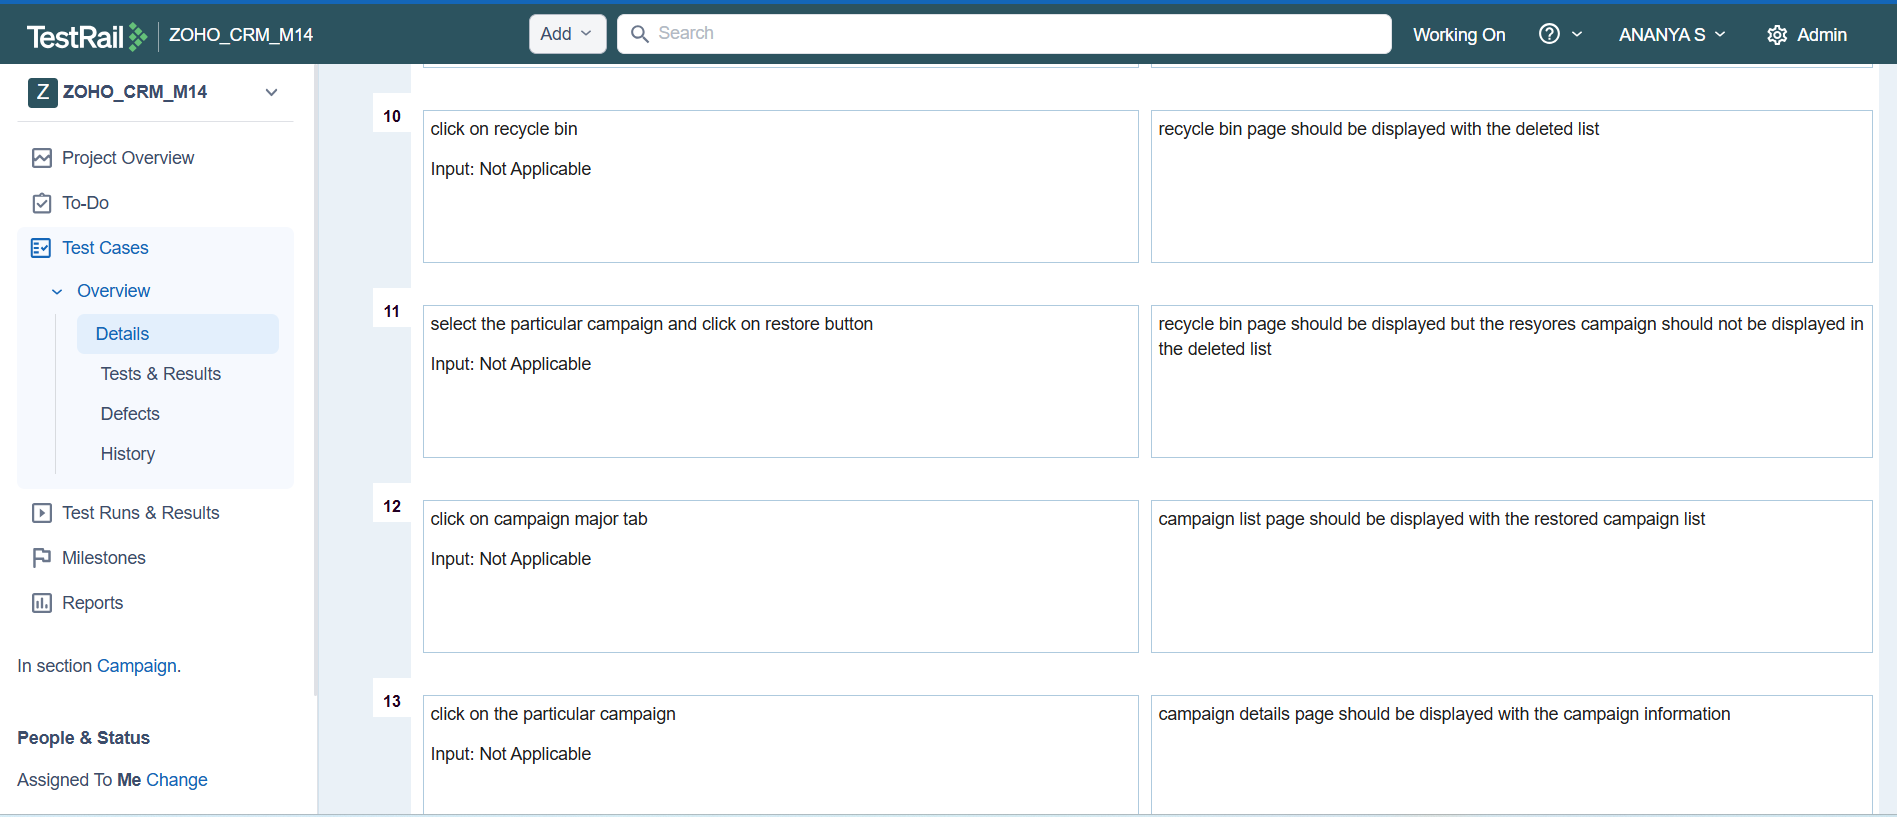 TestRail ZOHO_CRM_M14 Add Search Working On ? ANANYA S Admin
Z ZOHO_CRM_M14
Project Overview
To-Do
Test Cases
Overview
Details
Tests & Results
Defects
History
Test Runs & Results
Milestones
Reports
In section Campaign.
People & Status
Assigned To Me Change
10
click on recycle bin
Input: Not Applicable
recycle bin page should be displayed with the deleted list
11
select the particular campaign and click on restore button
Input: Not Applicable
recycle bin page should be displayed but the resyores campaign should not be displayed in
the deleted list
12
click on campaign major tab
Input: Not Applicable
campaign list page should be displayed with the restored campaign list
13
click on the particular campaign
Input: Not Applicable
campaign details page should be displayed with the campaign information